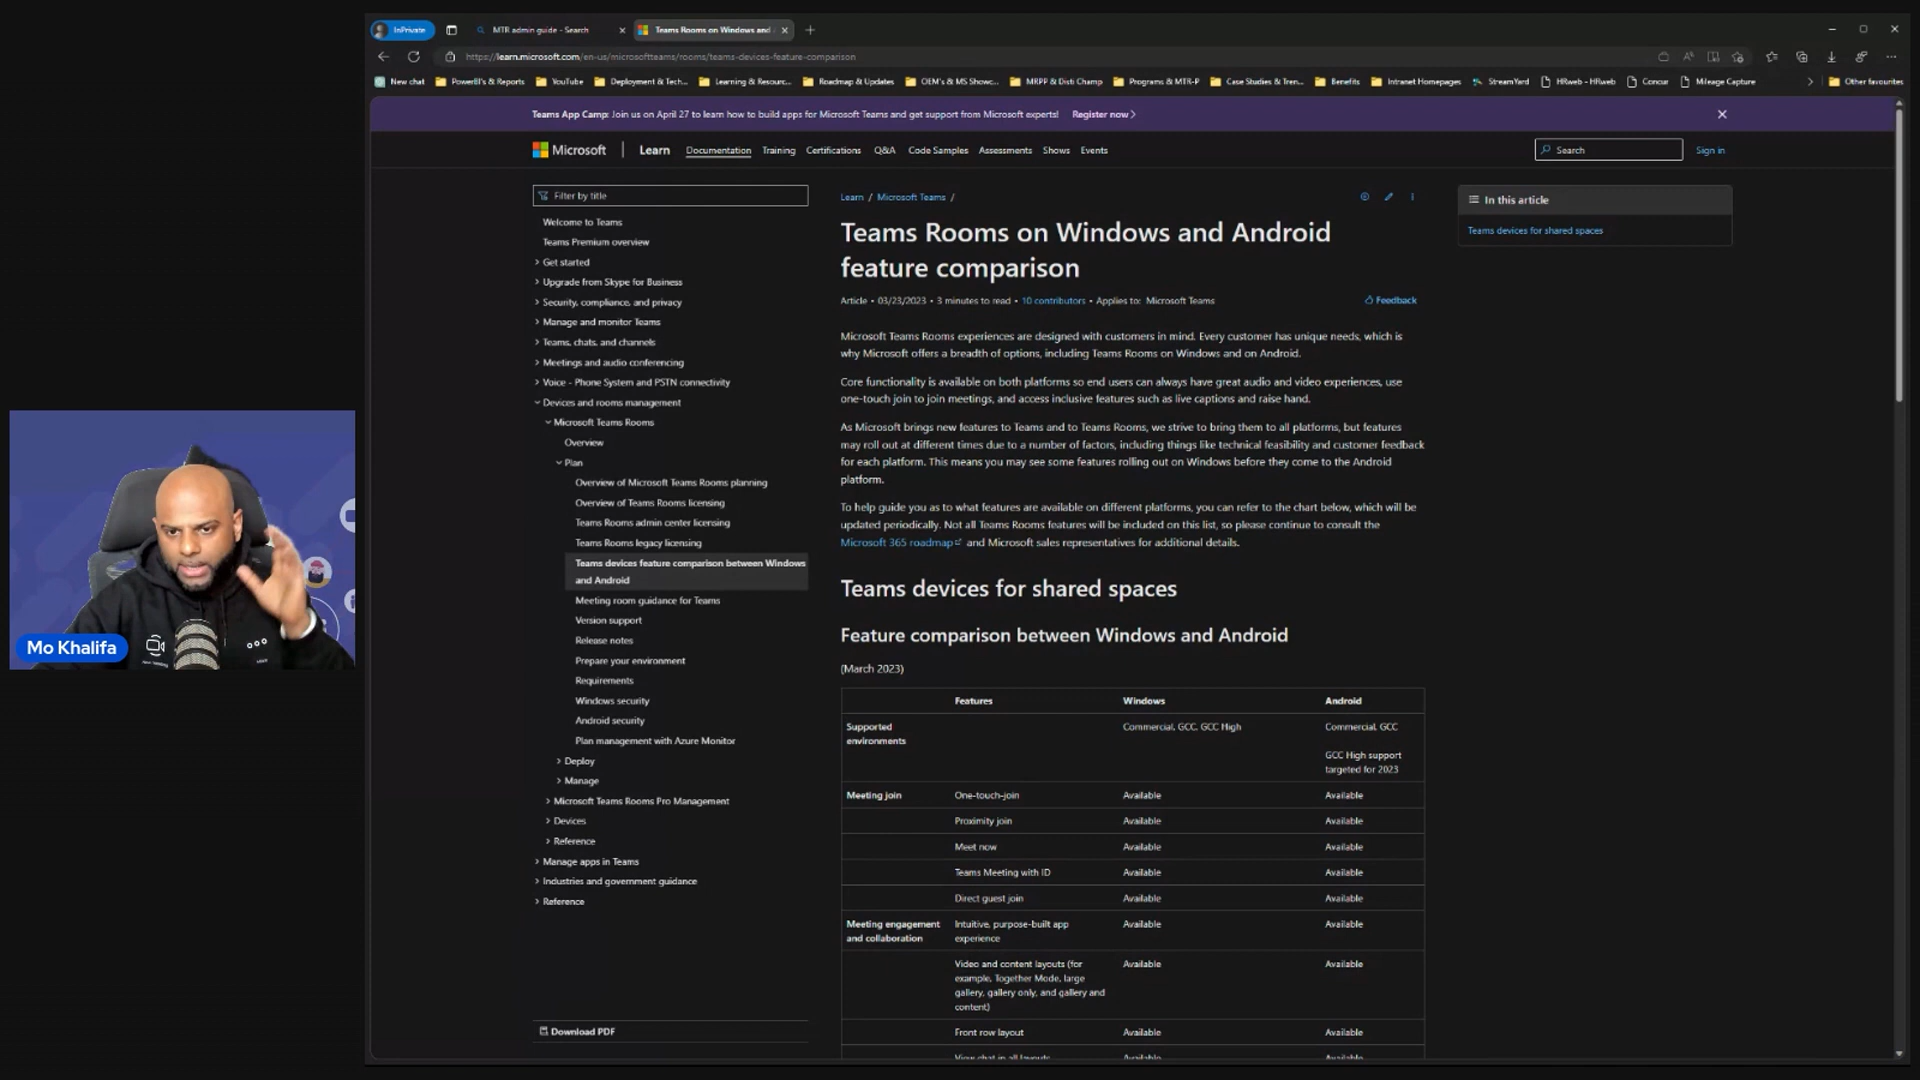 InPrivate
MTR admin guide - Search
Teams Rooms on Windows and
https://learn.microsoft.com/en-us/microsoftteams/rooms/teams-devices-feature-comparison
New chat
PowerBI's & Reports
YouTube
Deployment & Tech...
Learning & Resourc...
Roadmap & Updates
OEM's & MS Showc...
MRPP & Disti Champ
Programs & MTR-P
Case Studies & Tren...
Benefits
Intranet Homepages
StreamYard
HRweb - HRweb
Concur
Mileage Capture
Other favourites
Teams App Camp: Join us on April 27 to learn how to build apps for Microsoft Teams and get support from Microsoft experts! Register now
Microsoft
Learn
Documentation
Training
Certifications
Q&A
Code Samples
Assessments
Shows
Events
Search
Sign in
Filter by title
Welcome to Teams
Teams Premium overview
Get started
Upgrade from Skype for Business
Security, compliance, and privacy
Manage and monitor Teams
Teams, chats, and channels
Meetings and audio conferencing
Voice - Phone System and PSTN connectivity
Devices and rooms management
Microsoft Teams Rooms
Overview
Plan
Overview of Microsoft Teams Rooms planning
Overview of Teams Rooms licensing
Teams Rooms admin center licensing
Teams Rooms legacy licensing
Teams devices feature comparison between Windows
and Android
Meeting room guidance for Teams
Version support
Release notes
Prepare your environment
Requirements
Windows security
Android security
Plan management with Azure Monitor
Deploy
Manage
Microsoft Teams Rooms Pro Management
Devices
Reference
Manage apps in Teams
Industries and government guidance
Reference
Download PDF
Learn / Microsoft Teams /
Teams Rooms on Windows and Android
feature comparison
Article • 03/23/2023 • 3 minutes to read • 10 contributors • Applies to: Microsoft Teams
Feedback
Microsoft Teams Rooms experiences are designed with customers in mind. Every customer has unique needs, which is
why Microsoft offers a breadth of options, including Teams Rooms on Windows and on Android.
Core functionality is available on both platforms so end users can always have great audio and video experiences, use
one-touch join to join meetings, and access inclusive features such as live captions and raise hand.
As Microsoft brings new features to Teams and to Teams Rooms, we strive to bring them to all platforms, but features
may roll out at different times due to a number of factors, including things like technical feasibility and customer feedback
for each platform. This means you may see some features rolling out on Windows before they come to the Android
platform.
To help guide you as to what features are available on different platforms, you can refer to the chart below, which will be
updated periodically. Not all Teams Rooms features will be included on this list, so please continue to consult the
Microsoft 365 roadmap and Microsoft sales representatives for additional details.
Teams devices for shared spaces
Feature comparison between Windows and Android
(March 2023)
Features Windows Android
Supported Commercial, GCC, GCC High Commercial, GCC
environments
GCC High support
targeted for 2023
Meeting join One-touch-join Available Available
Proximity join Available Available
Meet now Available Available
Teams Meeting with ID Available Available
Direct guest join Available Available
Meeting engagement Intuitive, purpose-built app Available Available
and collaboration experience
Video and content layouts (for Available Available
example, Together Mode, large
gallery, gallery only, and gallery and
content)
Front row layout Available Available
View chat in all layouts Available Available
In this article
Teams devices for shared spaces
Mo Khalifa